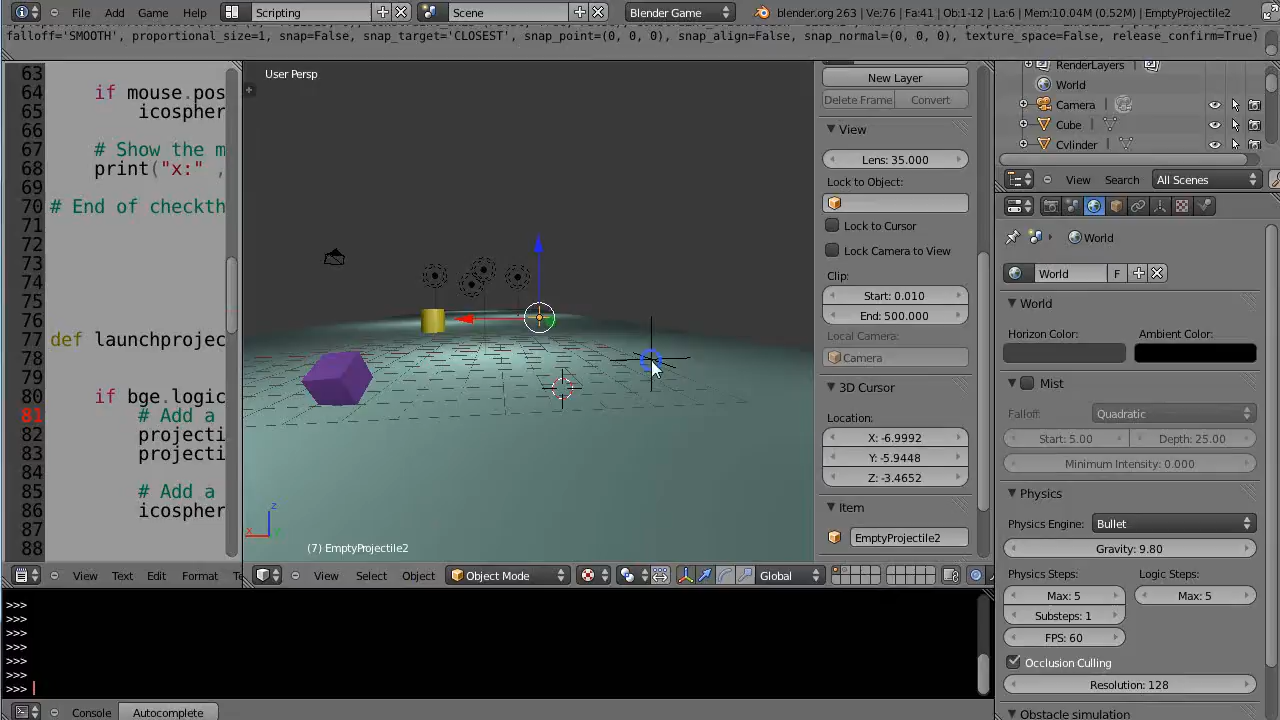 File Add Game Help Scripting Scene Blender Game blender.org 263 | Ve:76 | Fa:41 | Ob:1-12 | La:6 | Mem:10.04M (0.52M) | EmptyProjectile2
falloff='SMOOTH', proportional_size=1, snap=False, snap_target='CLOSEST', snap_point=(0, 0, 0), snap_align=False, snap_normal=(0, 0, 0), texture_space=False, release_confirm=True)
63
64 if mouse.pos
65 icospher
66
67 # Show the m
68 print("x:" ,
69
70 # End of checkth
71
72
73
74
75
76
77 def launchprojec
78
79
80 if bge.logic
81 # Add a
82 projecti
83 projecti
84
85 # Add a
86 icospher
87
88
View Text Edit Format Te
User Persp
(7) EmptyProjectile2
View Select Object Object Mode Global
New Layer
Delete Frame Convert
View
Lens: 35.000
Lock to Object:
Lock to Cursor
Lock Camera to View
Clip:
Start: 0.010
End: 500.000
Local Camera:
Camera
3D Cursor
Location:
X: -6.9992
Y: -5.9448
Z: -3.4652
Item
EmptyProjectile2
RenderLayers
World
Camera
Cube
Cylinder
View Search All Scenes
World
World F
World
Horizon Color: Ambient Color:
Mist
Falloff: Quadratic
Start: 5.00 Depth: 25.00
Minimum Intensity: 0.000
Physics
Physics Engine: Bullet
Gravity: 9.80
Physics Steps: Logic Steps:
Max: 5 Max: 5
Substeps: 1
FPS: 60
Occlusion Culling
Resolution: 128
Obstacle simulation
>>>
>>>
>>>
>>>
>>>
>>>
>>>
Console Autocomplete